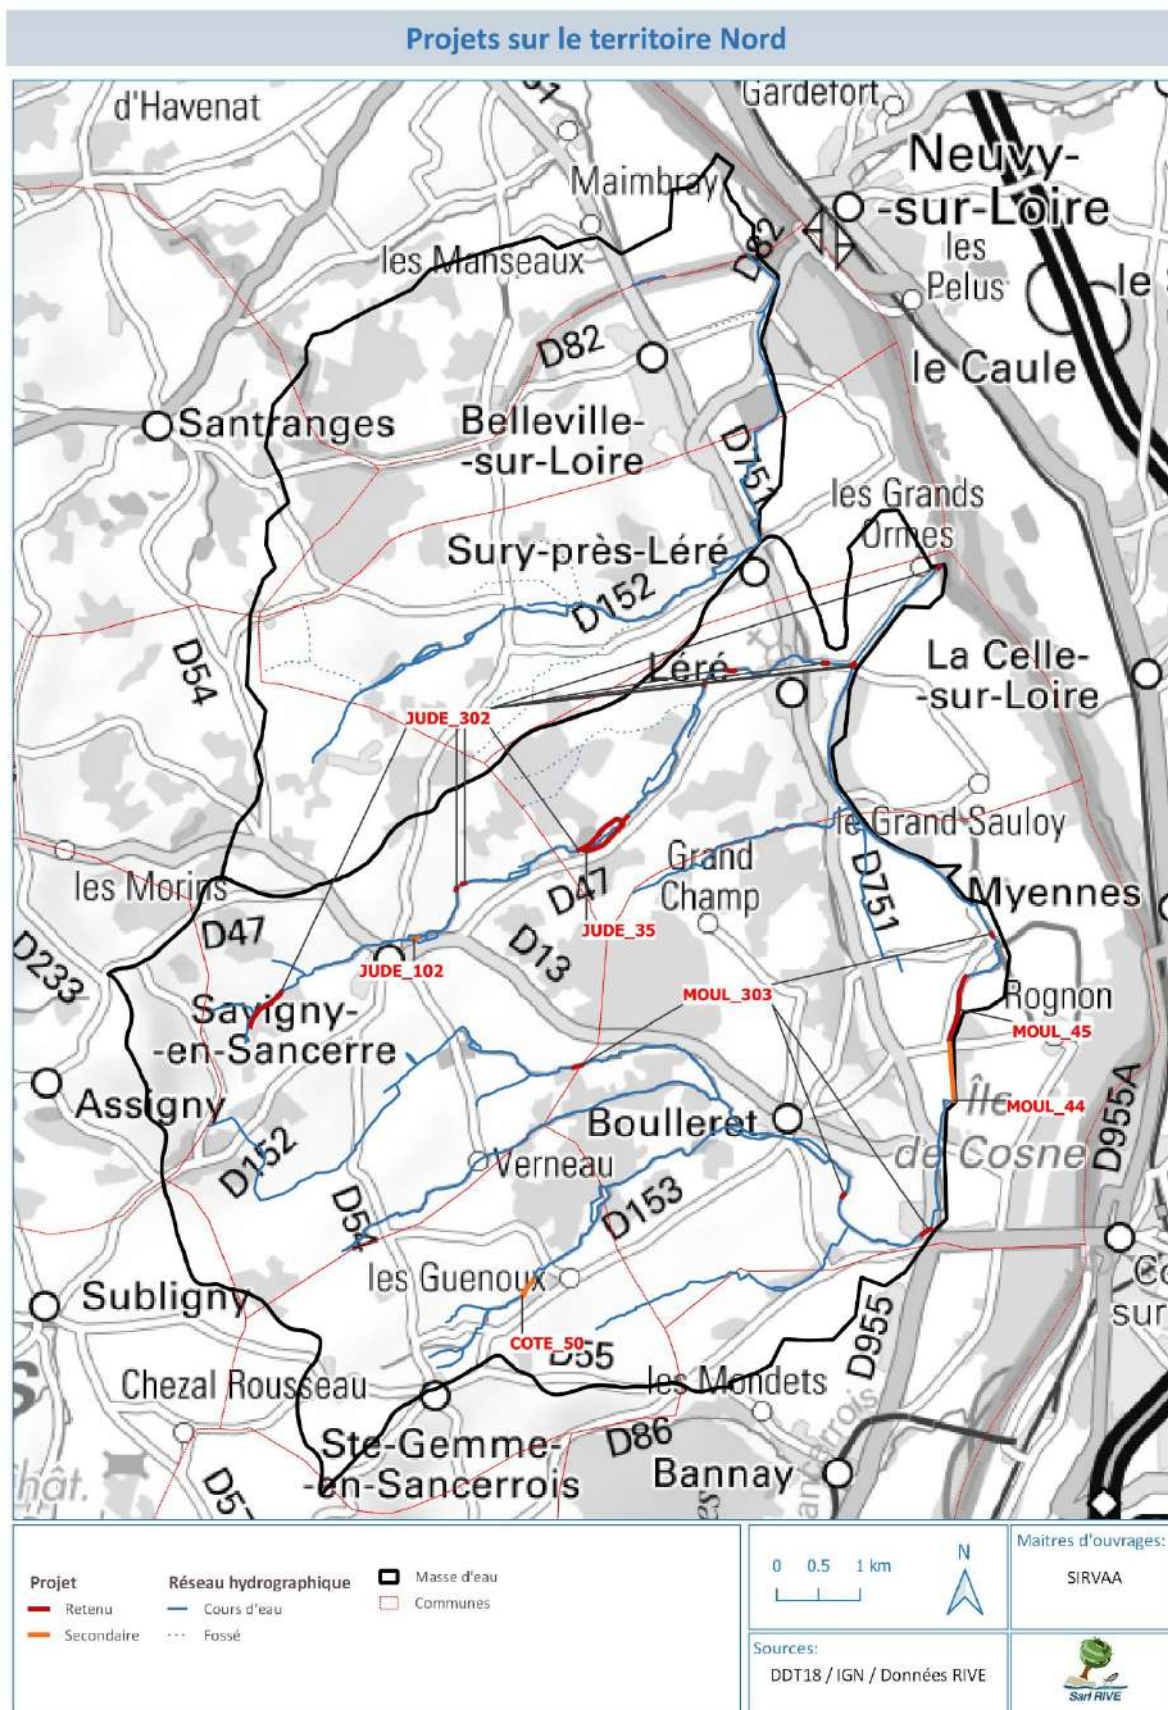 Projets sur le territoire Nord
d'Havenat
Gardefort
Neuvy-
-sur-Loire
Maimbray
les Manseaux
D82
les
Pelus
le
D82
le Caule
Santranges
Belleville-
-sur-Loire
D751
les Grands
Ormes
Sury-près-Léré
D152
D54
Léré
La Celle-
-sur-Loire
JUDE_302
le Grand Sauloy
Grand
Champ
les Morins
D47
D751
Myennes
D47
D233
JUDE_35
D13
JUDE_102
MOUL_303
Rognon
Savigny-
-en-Sancerre
MOUL_45
Assigny
Île
de Cosne
MOUL_44
Boulleret
D955A
D152
Verneau
D54
D153
les Guenoux
Subligny
sur
COTE_50
D55
D955
Chezal Rousseau
les Mondets
Ste-Gemme-
-en-Sancerrois
D86
Bannay
hât.
Projet
Retenu
Secondaire
Réseau hydrographique
Cours d'eau
Fossé
Masse d'eau
Communes
0 0.5 1 km
N
Maitres d'ouvrages:
SIRVAA
Sources:
DDT18 / IGN / Données RIVE
Sarl RIVE